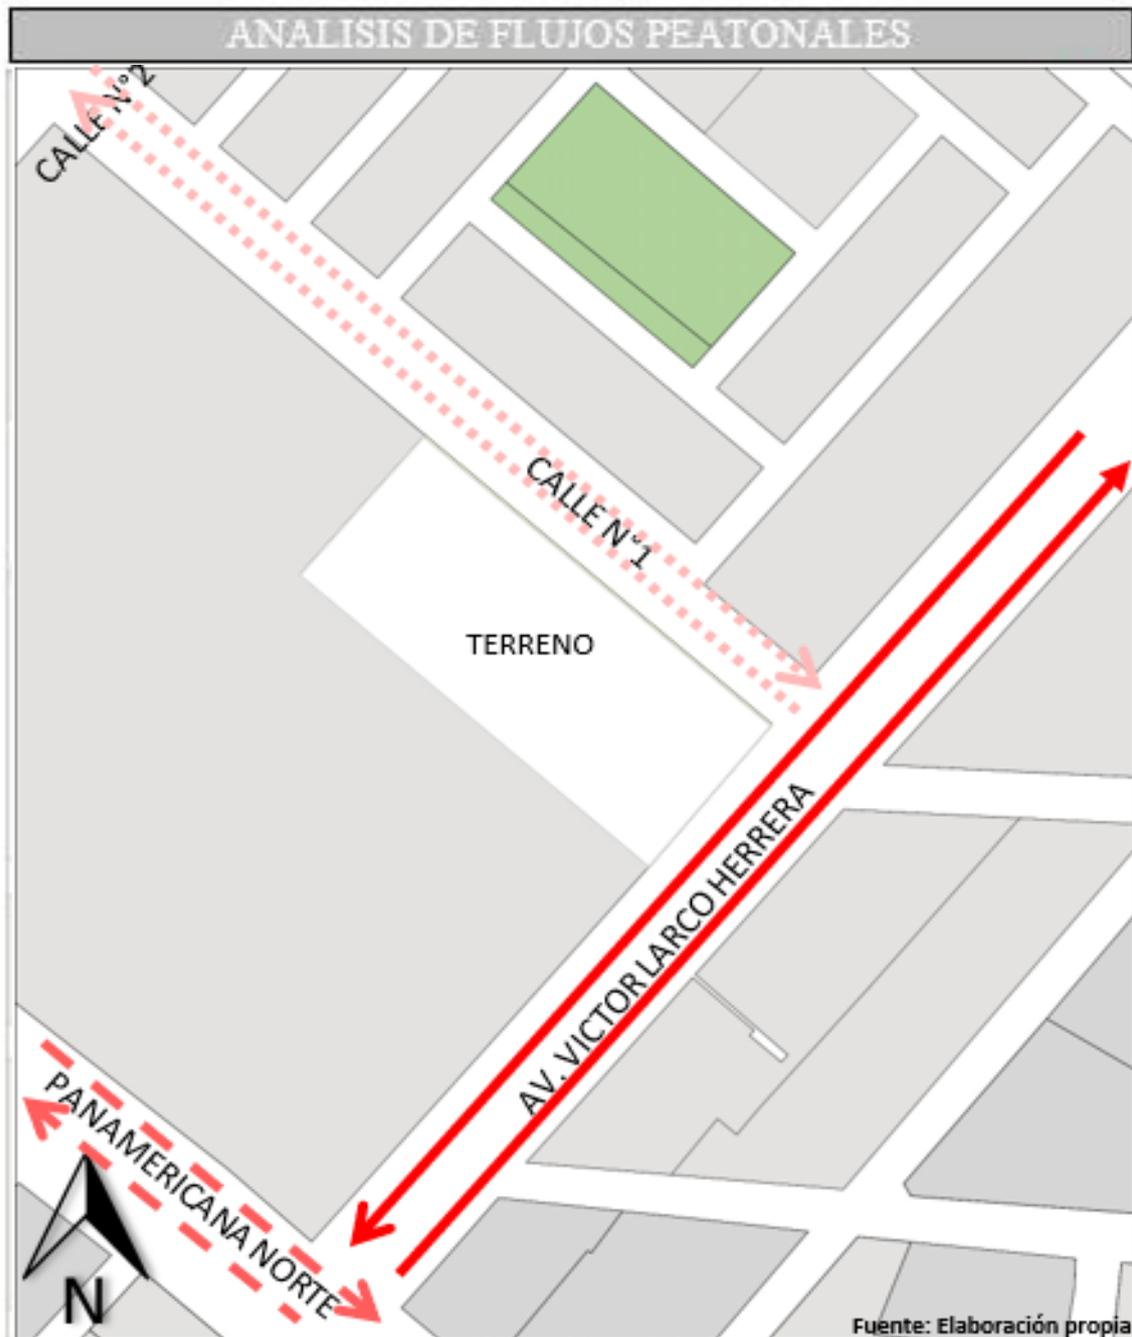 ANALISIS DE FLUJOS PEATONALES
CALLE N°2
CALLE N°1
TERRENO
AV. VICTOR LARCO HERRERA
PANAMERICANA NORTE
N
Fuente: Elaboración propia